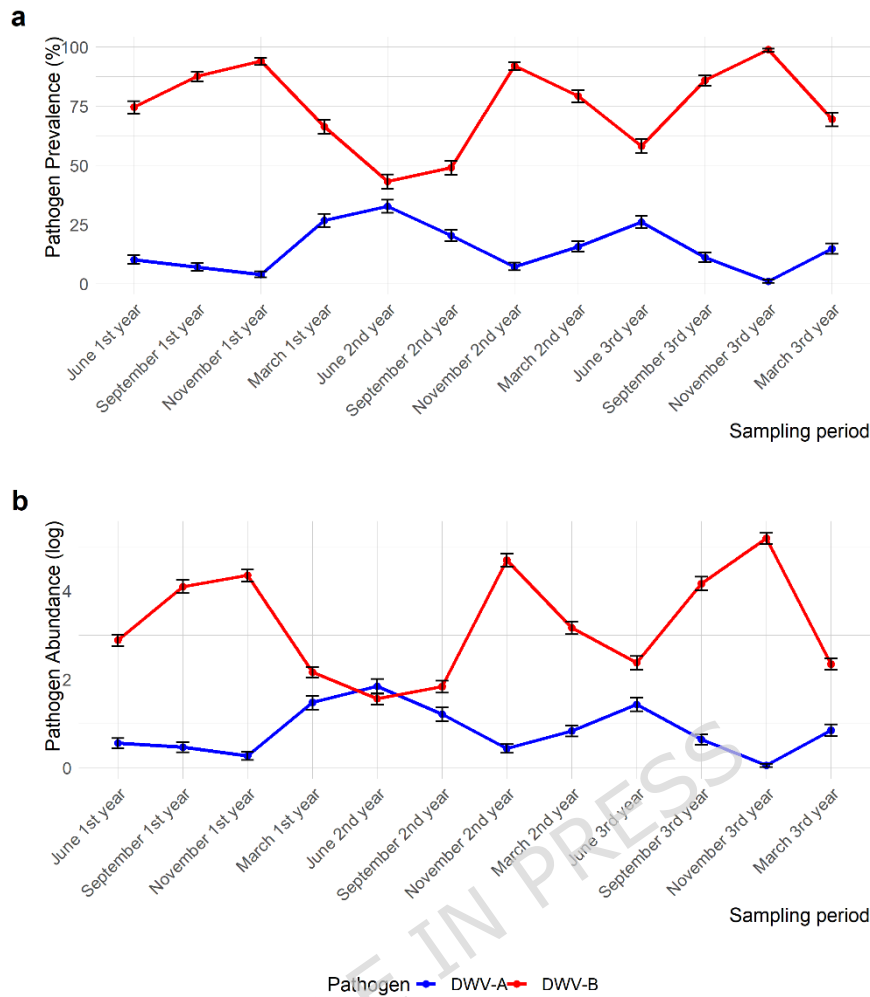 a
Pathogen Prevalence (%)
100
75
50
25
0
June 1st year
September 1st year
November 1st year
March 1st year
June 2nd year
September 2nd year
November 2nd year
March 2nd year
June 3rd year
September 3rd year
November 3rd year
March 3rd year
Sampling period
b
Pathogen Abundance (log)
4
2
0
June 1st year
September 1st year
November 1st year
March 1st year
June 2nd year
September 2nd year
November 2nd year
March 2nd year
June 3rd year
September 3rd year
November 3rd year
March 3rd year
Sampling period
E IN PRESS
Pathogen DWV-A DWV-B